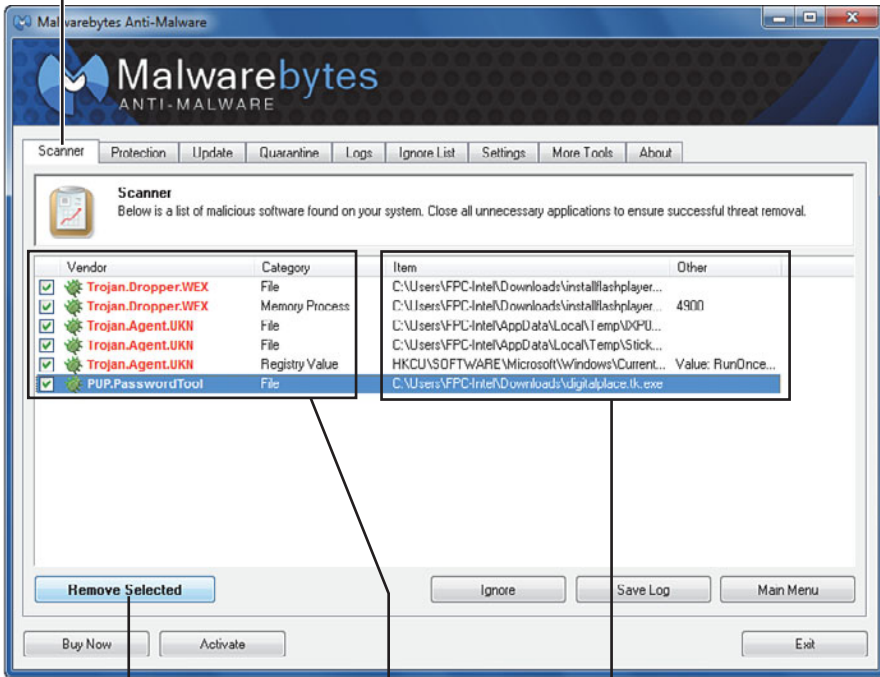 Malwarebytes Anti-Malware
Malwarebytes
ANTI-MALWARE
Scanner Protection Update Quarantine Logs Ignore List Settings More Tools About
Scanner
Below is a list of malicious software found on your system. Close all unnecessary applications to ensure successful threat removal.
Vendor Category Item Other
Trojan.Dropper.WEX File C:\Users\FPC-Intel\Downloads\installflashplayer...
Trojan.Dropper.WEX Memory Process C:\Users\FPC-Intel\Downloads\installflashplayer... 4900
Trojan.Agent.UKN File C:\Users\FPC-Intel\AppData\Local\Temp\IXP0...
Trojan.Agent.UKN File C:\Users\FPC-Intel\AppData\Local\Temp\Stick...
Trojan.Agent.UKN Registry Value HKCU\SOFTWARE\Microsoft\Windows\Current... Value: RunOnce...
PUP.PasswordTool File C:\Users\FPC-Intel\Downloads\digitalplace.tk.exe
Remove Selected Ignore Save Log Main Menu
Buy Now Activate Exit